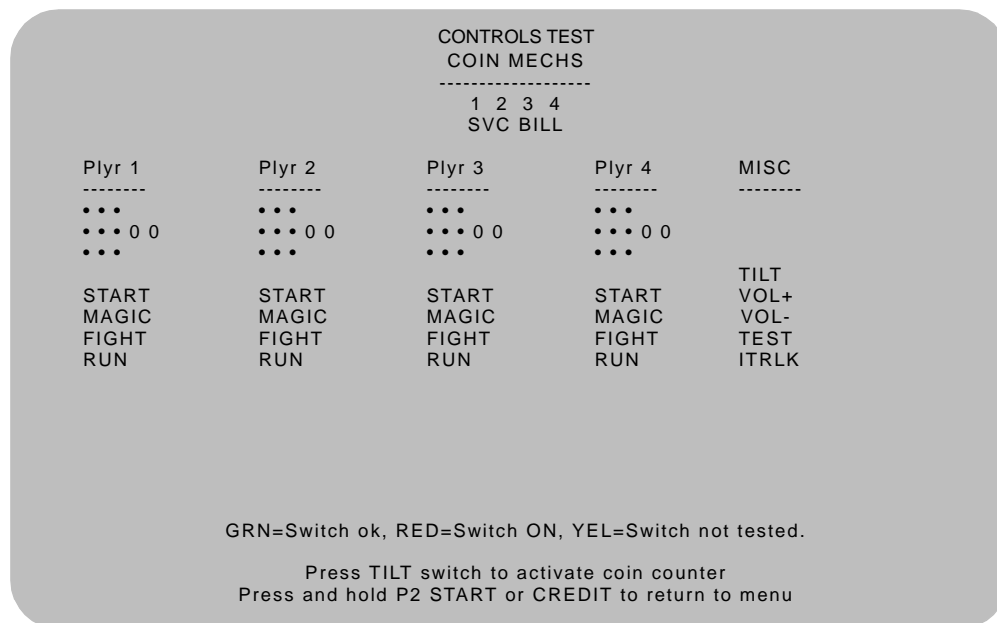 CONTROLS TEST
COIN MECHS
-------------------
1 2 3 4
SVC BILL
Plyr 1 Plyr 2 Plyr 3 Plyr 4 MISC
-------- -------- -------- -------- --------
• • • • • • • • • • • •
• • • 0 0 • • • 0 0 • • • 0 0 • • • 0 0
• • • • • • • • • • • •
TILT
START START START START VOL+
MAGIC MAGIC MAGIC MAGIC VOL-
FIGHT FIGHT FIGHT FIGHT TEST
RUN RUN RUN RUN ITRLK
GRN=Switch ok, RED=Switch ON, YEL=Switch not tested.
Press TILT switch to activate coin counter
Press and hold P2 START or CREDIT to return to menu